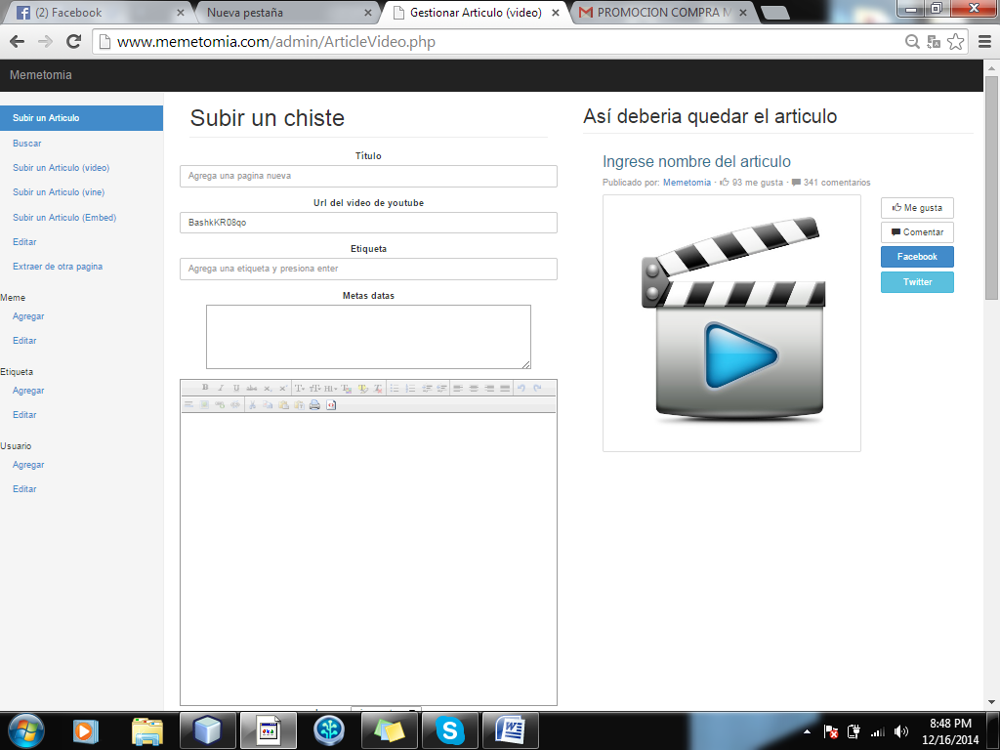 (2) Facebook
Nueva pestaña
Gestionar Articulo (video)
PROMOCION COMPRA M
www.memetomia.com/admin/ArticleVideo.php
Memetomia
Subir un Articulo
Buscar
Subir un Articulo (video)
Subir un Articulo (vine)
Subir un Articulo (Embed)
Editar
Extraer de otra pagina
Meme
Agregar
Editar
Etiqueta
Agregar
Editar
Usuario
Agregar
Editar
Subir un chiste
Título
Agrega una pagina nueva
Url del video de youtube
BashkKR08qo
Etiqueta
Agrega una etiqueta y presiona enter
Metas datas
Así deberia quedar el articulo
Ingrese nombre del articulo
Publicado por: Memetomia - 93 me gusta - 341 comentarios
Me gusta
Comentar
Facebook
Twitter
8:48 PM
12/16/2014